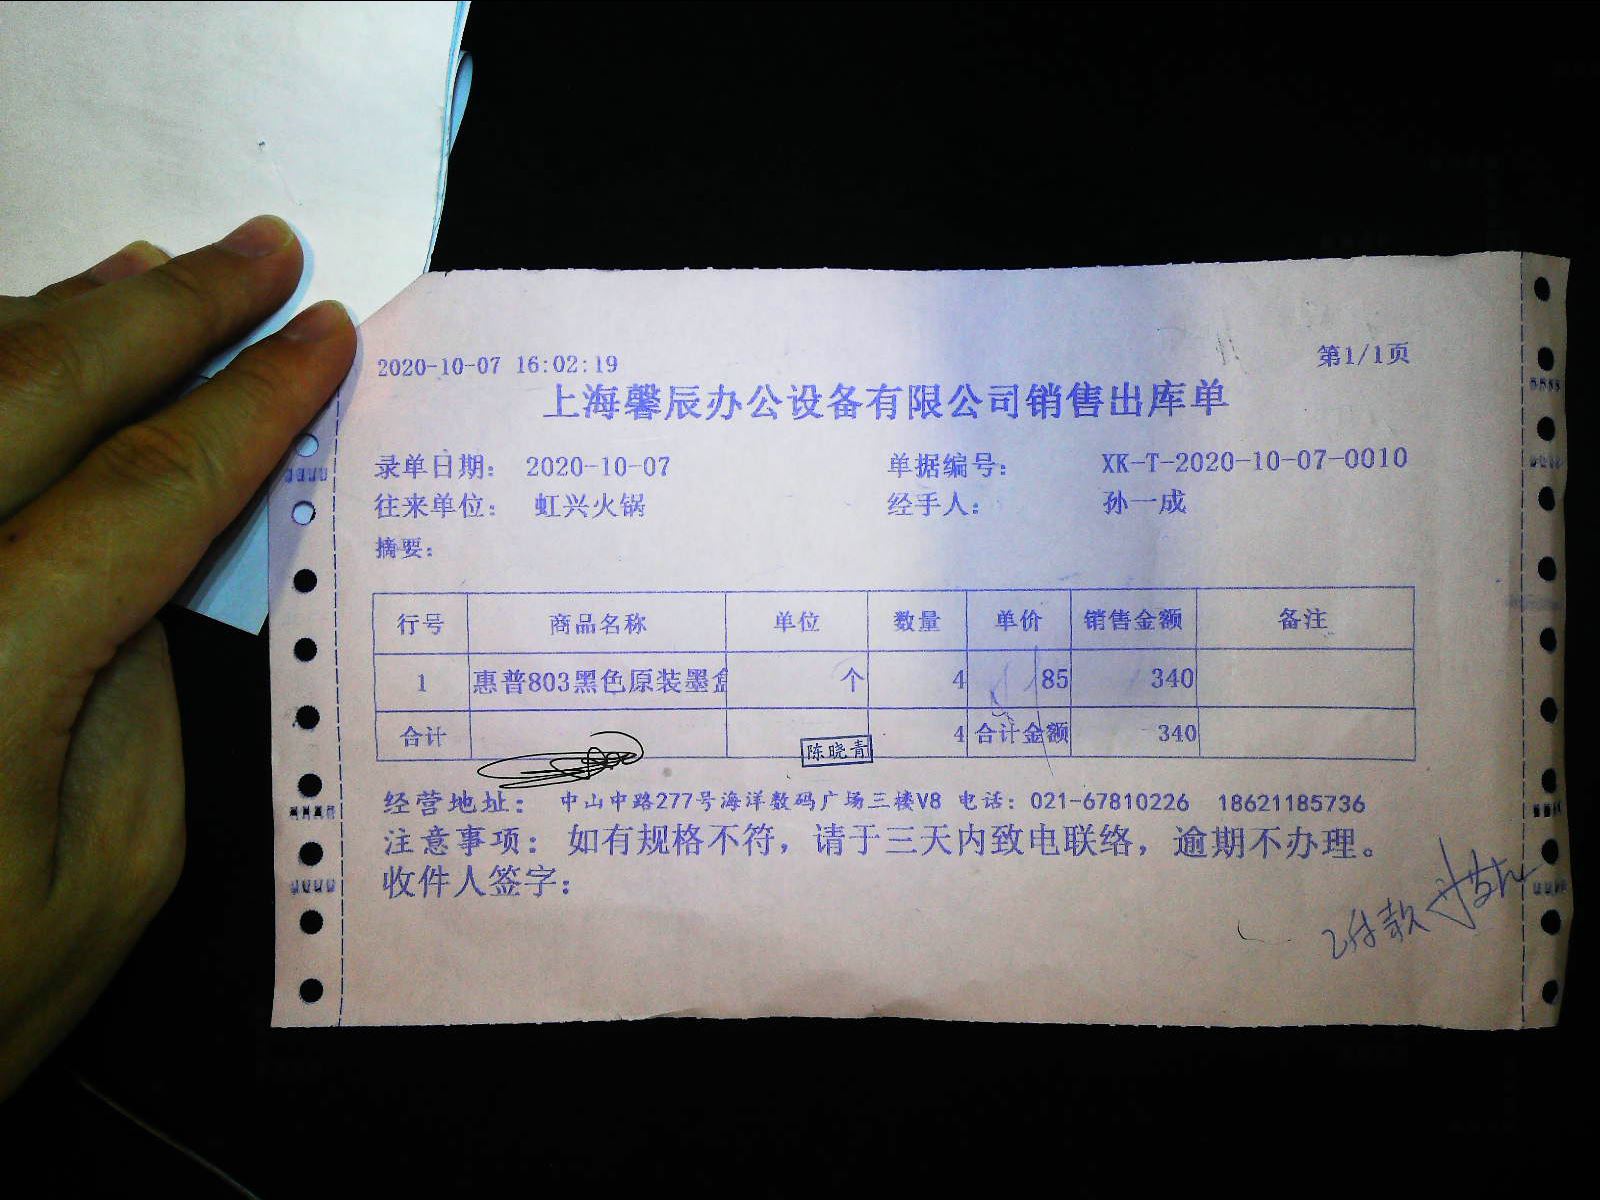 2020-10-07 16:02:19 第1/1页
上海馨辰办公设备有限公司销售出库单
录单日期： 2020-10-07 单据编号： XK-T-2020-10-07-0010
往来单位： 虹兴火锅 经手人： 孙一成
摘要：
行号 商品名称 单位 数量 单价 销售金额 备注
1 惠普803黑色原装墨盒 个 4 85 340
合计 4 合计金额 340
陈晓青
经营地址： 中山中路277号海洋数码广场三楼V8 电话：021-67810226 18621185736
注意事项：如有规格不符，请于三天内致电联络，逾期不办理。
收件人签字：
付款